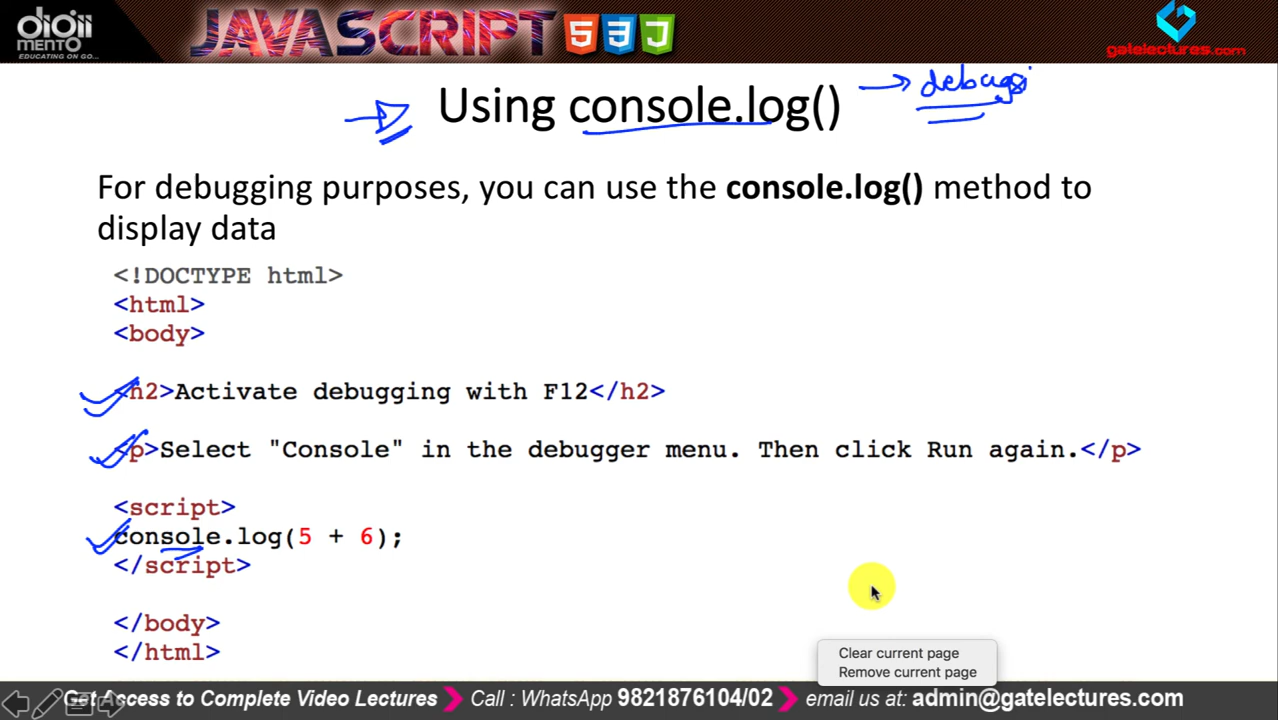 didii
MENTO
EDUCATING ON GO...
JAVASCRIPT 5 3 J
gatelectures.com
Using console.log()
For debugging purposes, you can use the console.log() method to
display data
<!DOCTYPE html>
<html>
<body>
<h2>Activate debugging with F12</h2>
<p>Select "Console" in the debugger menu. Then click Run again.</p>
<script>
console.log(5 + 6);
</script>
</body>
</html>
Clear current page
Remove current page
Get Access to Complete Video Lectures Call : WhatsApp 9821876104/02 email us at: admin@gatelectures.com